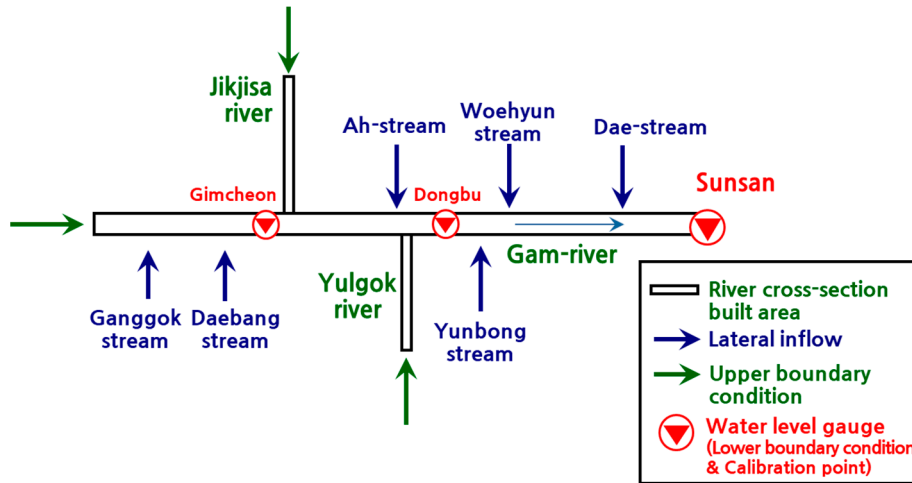 Jikjisa
river
Ah-stream
Woehyun
stream
Dae-stream
Sunsan
Gimcheon
Dongbu
Gam-river
Ganggok
stream
Daebang
stream
Yulgok
river
Yunbong
stream
River cross-section
built area
Lateral inflow
Upper boundary
condition
Water level gauge
(Lower boundary condition
& Calibration point)